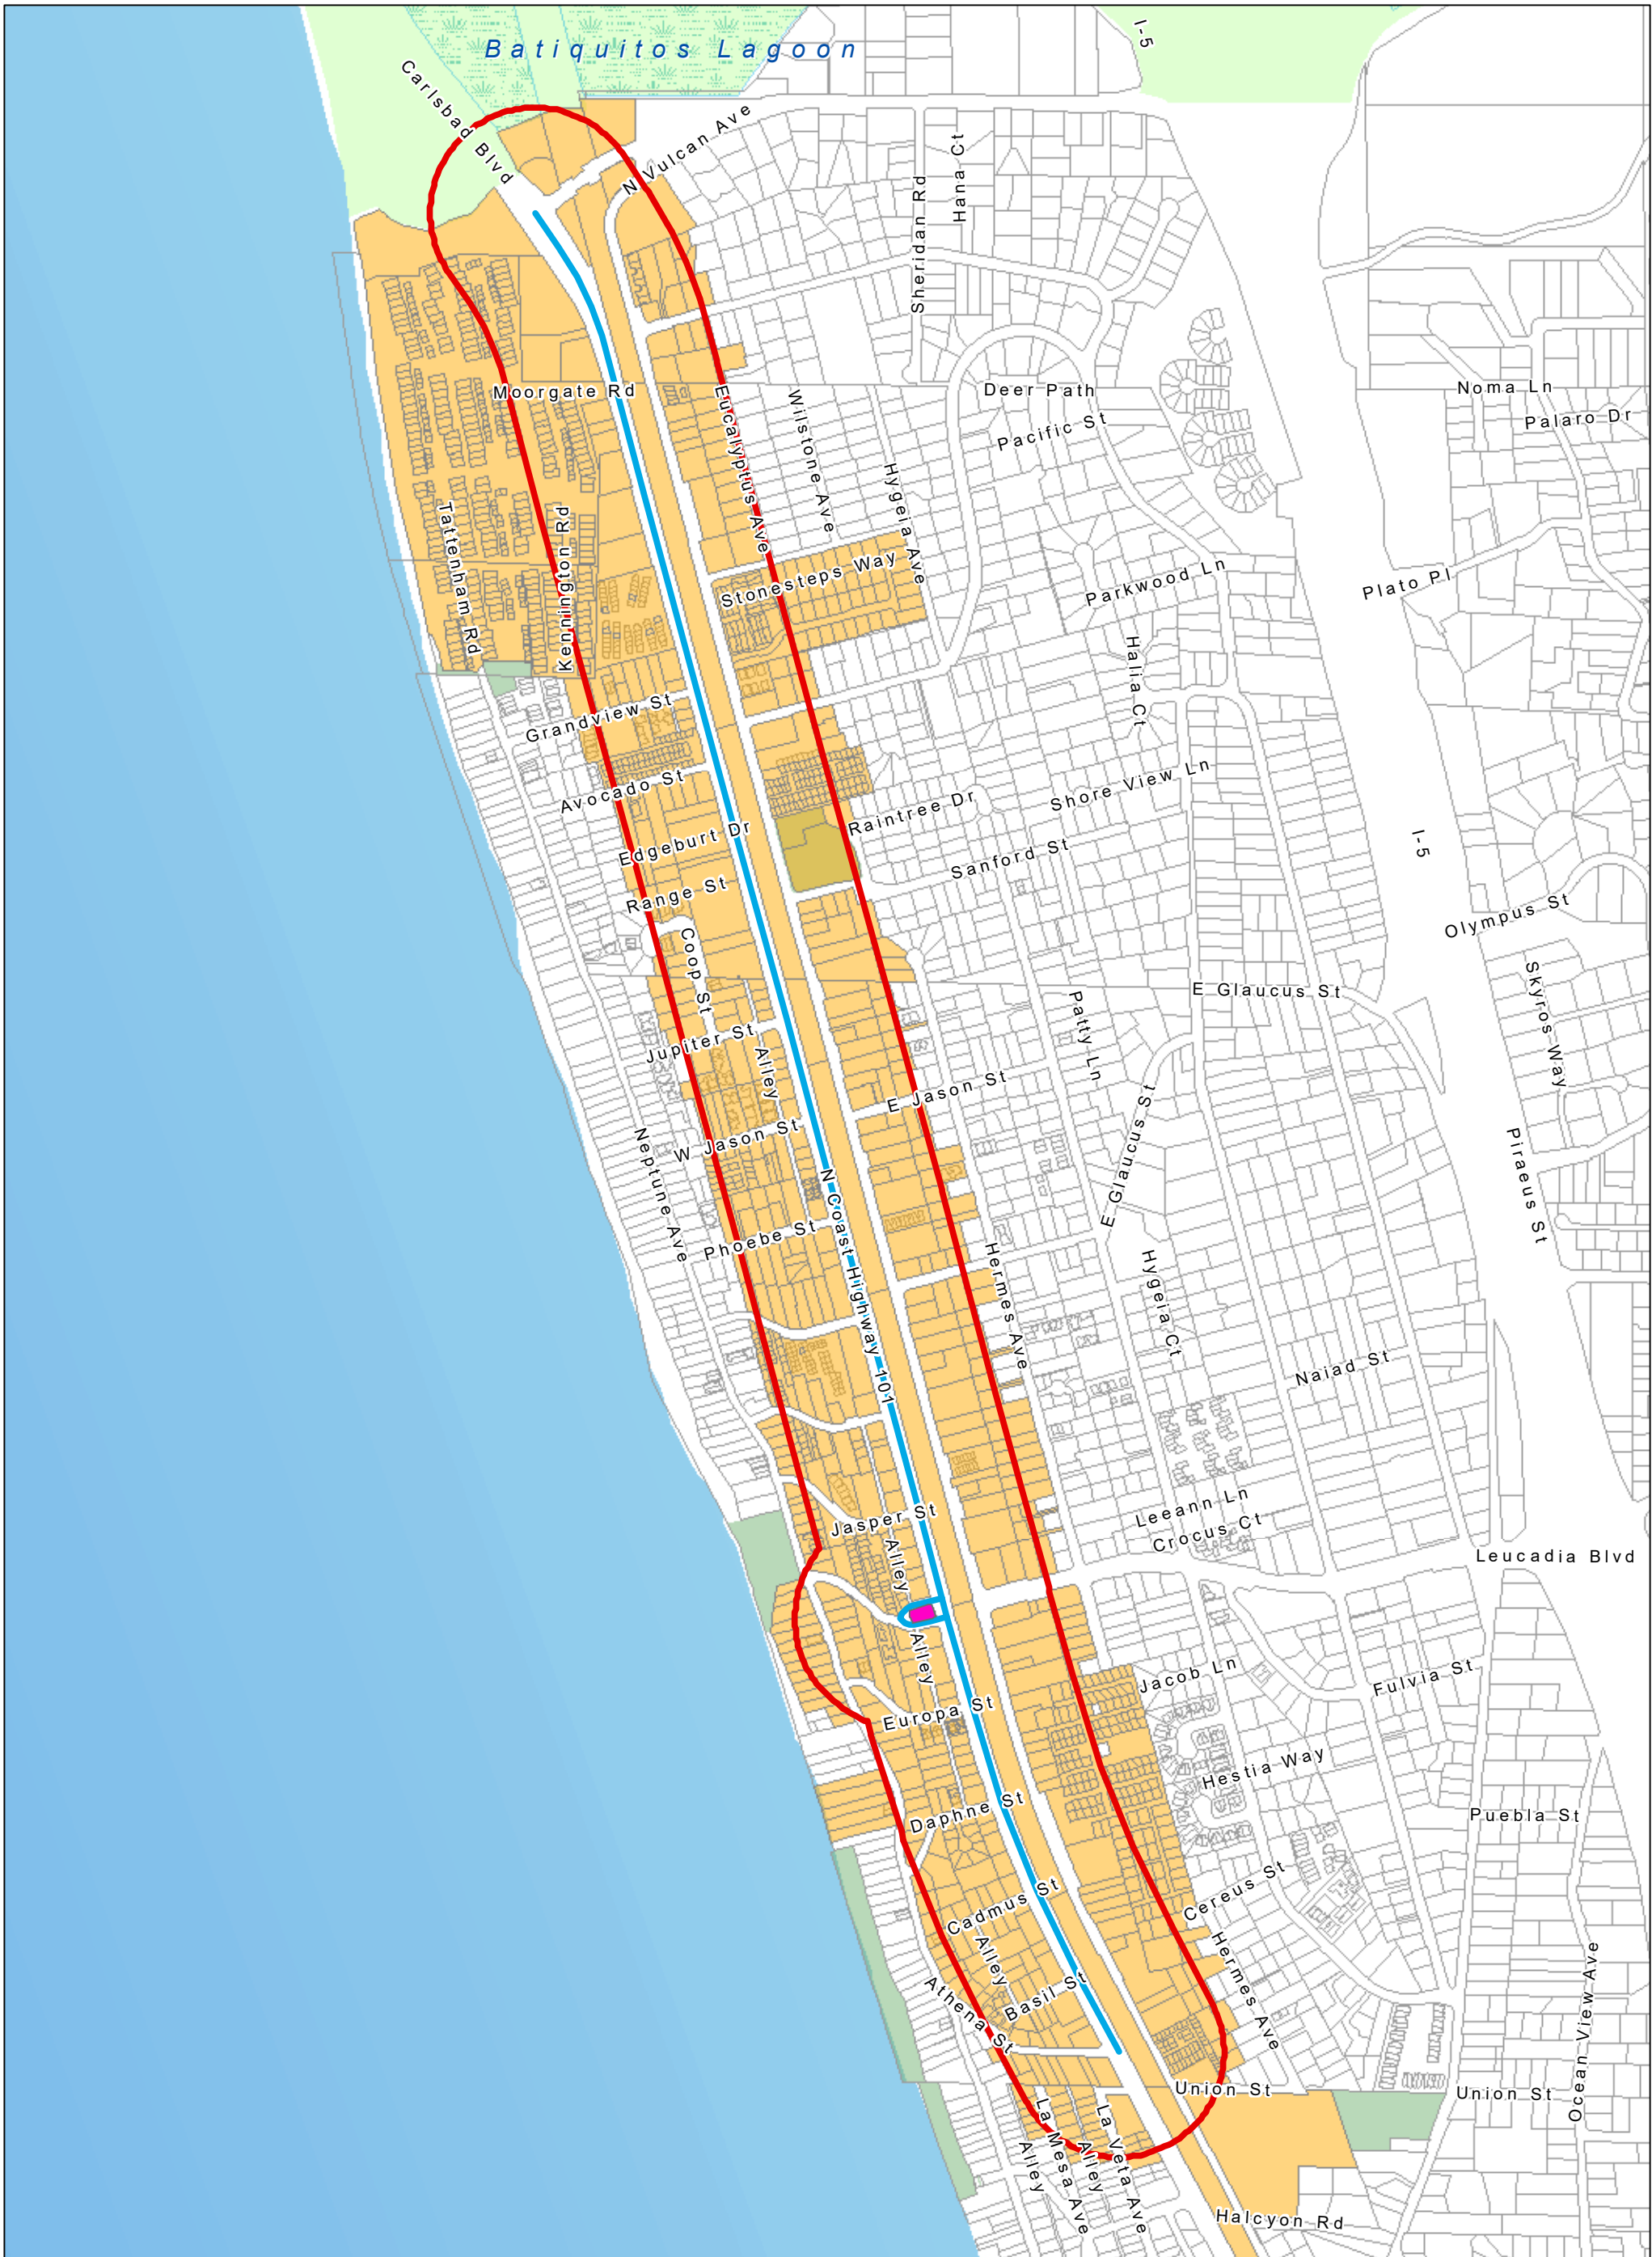 Batiquitos Lagoon
I-5
Carlsbad Blvd
N Vulcan Ave
Hana Ct
Sheridan Rd
Moorgate Rd
Eucalyptus Ave
Wilstone Ave
Deer Path
Pacific St
Noma Ln
Palaro Dr
Hygeia Ave
Tattenham Rd
Kennington Rd
Stonesteps Way
Parkwood Ln
Plato Pl
Halia Ct
Grandview St
Avocado St
Shore View Ln
Raintree Dr
Edgeburt Dr
Sanford St
I-5
Range St
Olympus St
Coop St
Skyros Way
E Glaucus St
Patty Ln
Jupiter St
Alley
E Jason St
E Glaucus St
W Jason St
Neptune Ave
Piraeus St
N Coast Highway 101
Phoebe St
Hermes Ave
Hygeia Ct
Naiad St
Leeann Ln
Jasper St
Crocus Ct
Alley
Leucadia Blvd
Alley
Jacob Ln
Fulvia St
Europa St
Hestia Way
Daphne St
Puebla St
Cereus St
Cadmus St
Alley
Hermes Ave
Basil St
Athena St
Ocean View Ave
Union St
Union St
La Mesa Ave
La Veta Ave
Alley
Alley
Halcyon Rd